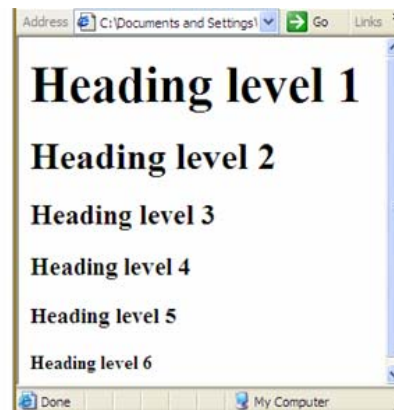 Address C:\Documents and Settings\ Go Links
Heading level 1
Heading level 2
Heading level 3
Heading level 4
Heading level 5
Heading level 6
Done My Computer